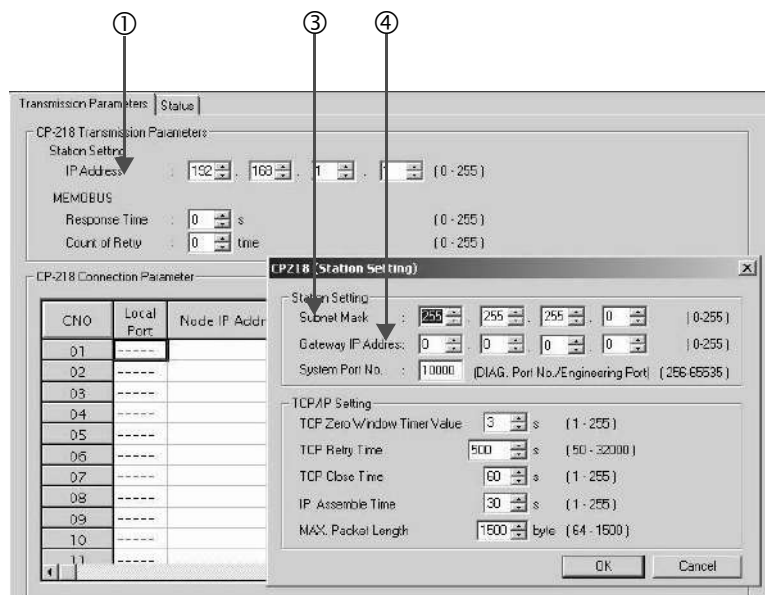 ① ③ ④
Transmission Parameters Status
CP-218 Transmission Parameters
Station Setting
IP Address : 192 . 168 . 1 . 1 (0 - 255)
MEMOBUS
Response Time : 0 s (0 - 255)
Count of Retry : 0 time (0 - 255)
CP-218 Connection Parameter
CNO Local Port Node IP Addr
01 -----
02 -----
03 -----
04 -----
05 -----
06 -----
07 -----
08 -----
09 -----
10 -----
11 -----
CP218 (Station Setting)
Station Setting
Subnet Mask : 255 . 255 . 255 . 0 (0-255)
Gateway IP Addres: 0 . 0 . 0 . 0 (0-255)
System Port No. : 10000 (DIAG. Port No./Engineering Port) (256-65535)
TCP/IP Setting
TCP Zero Window Timer Value 3 s (1 - 255)
TCP Retry Time 500 s (50 - 32000)
TCP Close Time 60 s (1 - 255)
IP Assemble Time 30 s (1 - 255)
MAX. Packet Length 1500 byte (64 - 1500)
OK Cancel